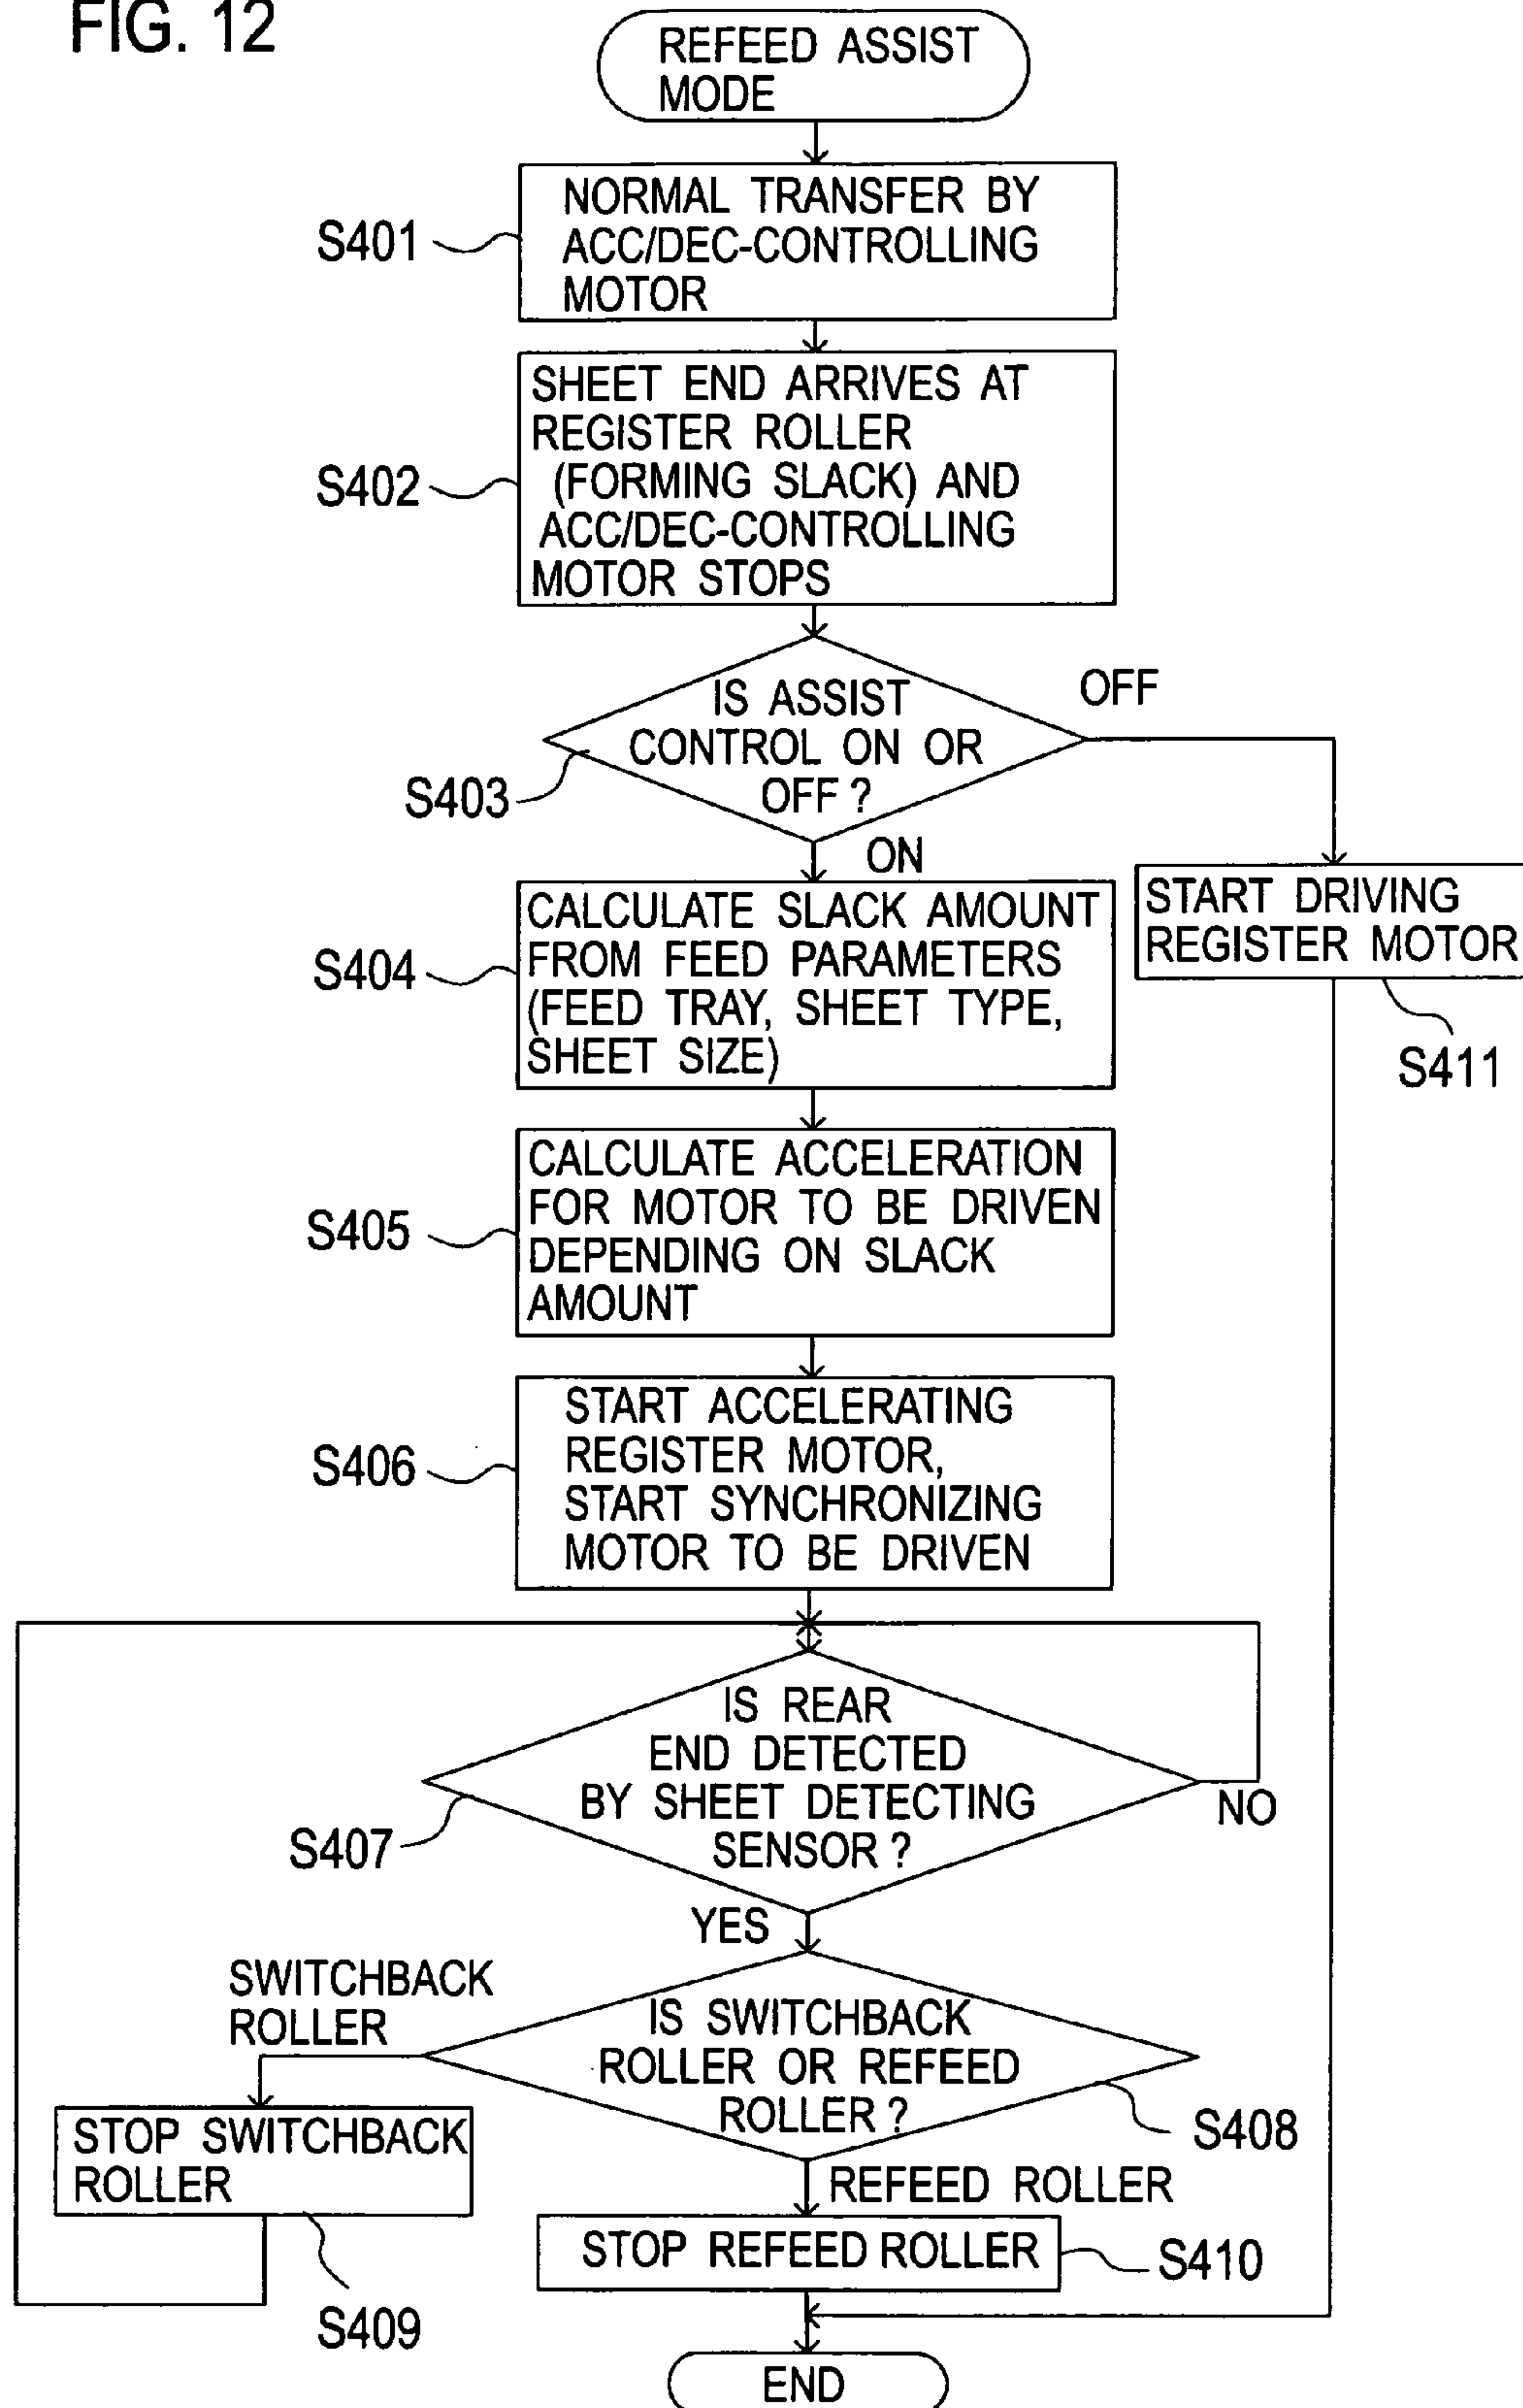 FIG. 12
REFEED ASSIST
MODE
S401
NORMAL TRANSFER BY
ACC/DEC-CONTROLLING
MOTOR
S402
SHEET END ARRIVES AT
REGISTER ROLLER
(FORMING SLACK) AND
ACC/DEC-CONTROLLING
MOTOR STOPS
S403
IS ASSIST
CONTROL ON OR
OFF ?
OFF
ON
S404
CALCULATE SLACK AMOUNT
FROM FEED PARAMETERS
(FEED TRAY, SHEET TYPE,
SHEET SIZE)
START DRIVING
REGISTER MOTOR
S411
S405
CALCULATE ACCELERATION
FOR MOTOR TO BE DRIVEN
DEPENDING ON SLACK
AMOUNT
S406
START ACCELERATING
REGISTER MOTOR,
START SYNCHRONIZING
MOTOR TO BE DRIVEN
S407
IS REAR
END DETECTED
BY SHEET DETECTING
SENSOR ?
NO
YES
SWITCHBACK
ROLLER
IS SWITCHBACK
ROLLER OR REFEED
ROLLER ?
S408
STOP SWITCHBACK
ROLLER
S409
REFEED ROLLER
STOP REFEED ROLLER
S410
END